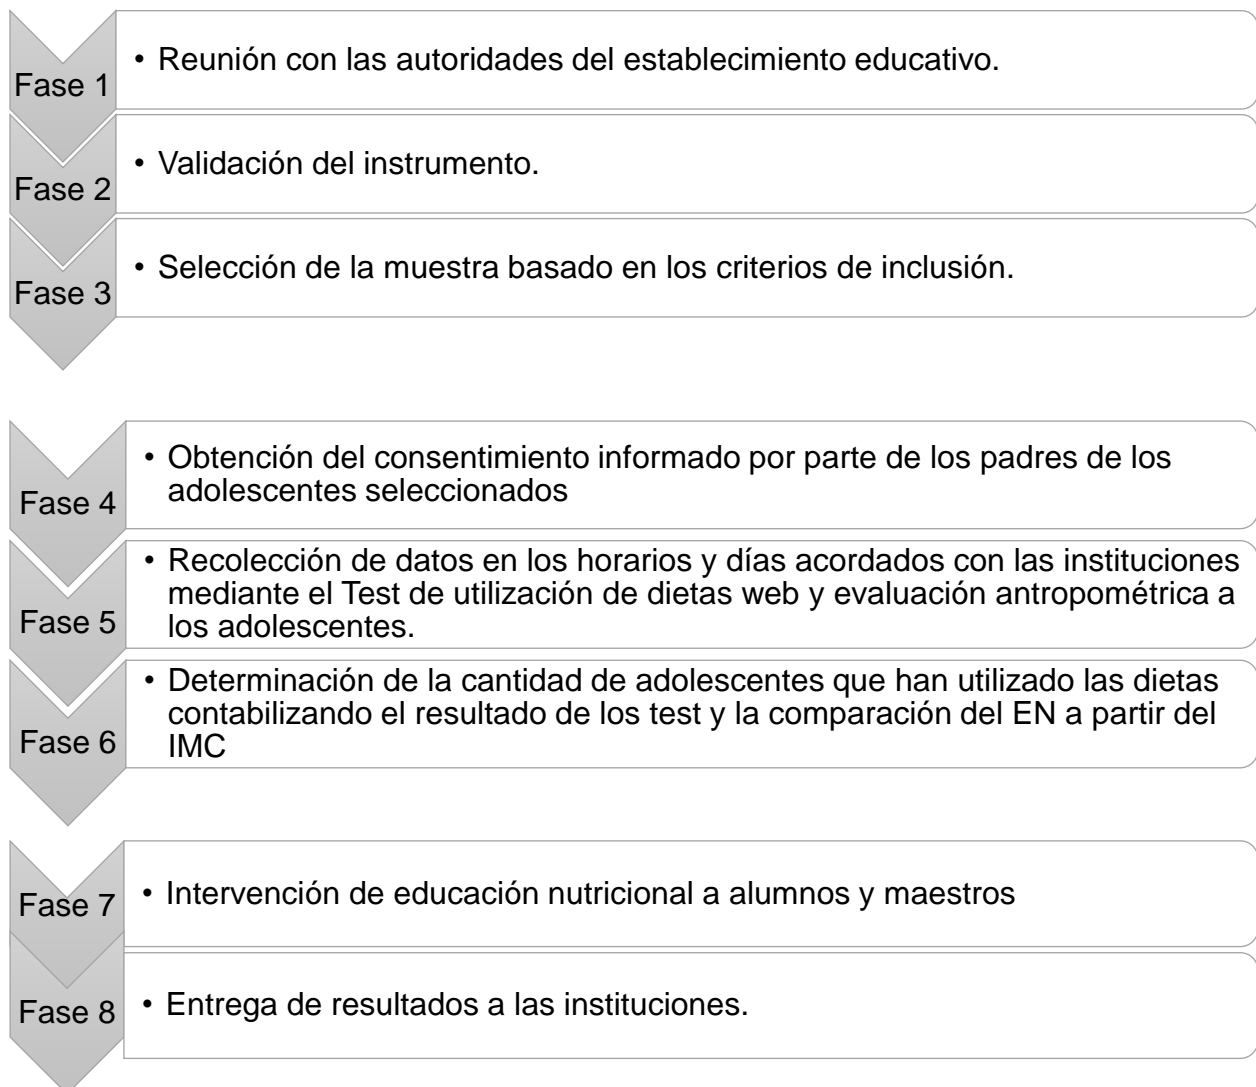 Fase 1
• Reunión con las autoridades del establecimiento educativo.
Fase 2
• Validación del instrumento.
Fase 3
• Selección de la muestra basado en los criterios de inclusión.
Fase 4
• Obtención del consentimiento informado por parte de los padres de los
adolescentes seleccionados
Fase 5
• Recolección de datos en los horarios y días acordados con las instituciones
mediante el Test de utilización de dietas web y evaluación antropométrica a
los adolescentes.
Fase 6
• Determinación de la cantidad de adolescentes que han utilizado las dietas
contabilizando el resultado de los test y la comparación del EN a partir del
IMC
Fase 7
• Intervención de educación nutricional a alumnos y maestros
Fase 8
• Entrega de resultados a las instituciones.